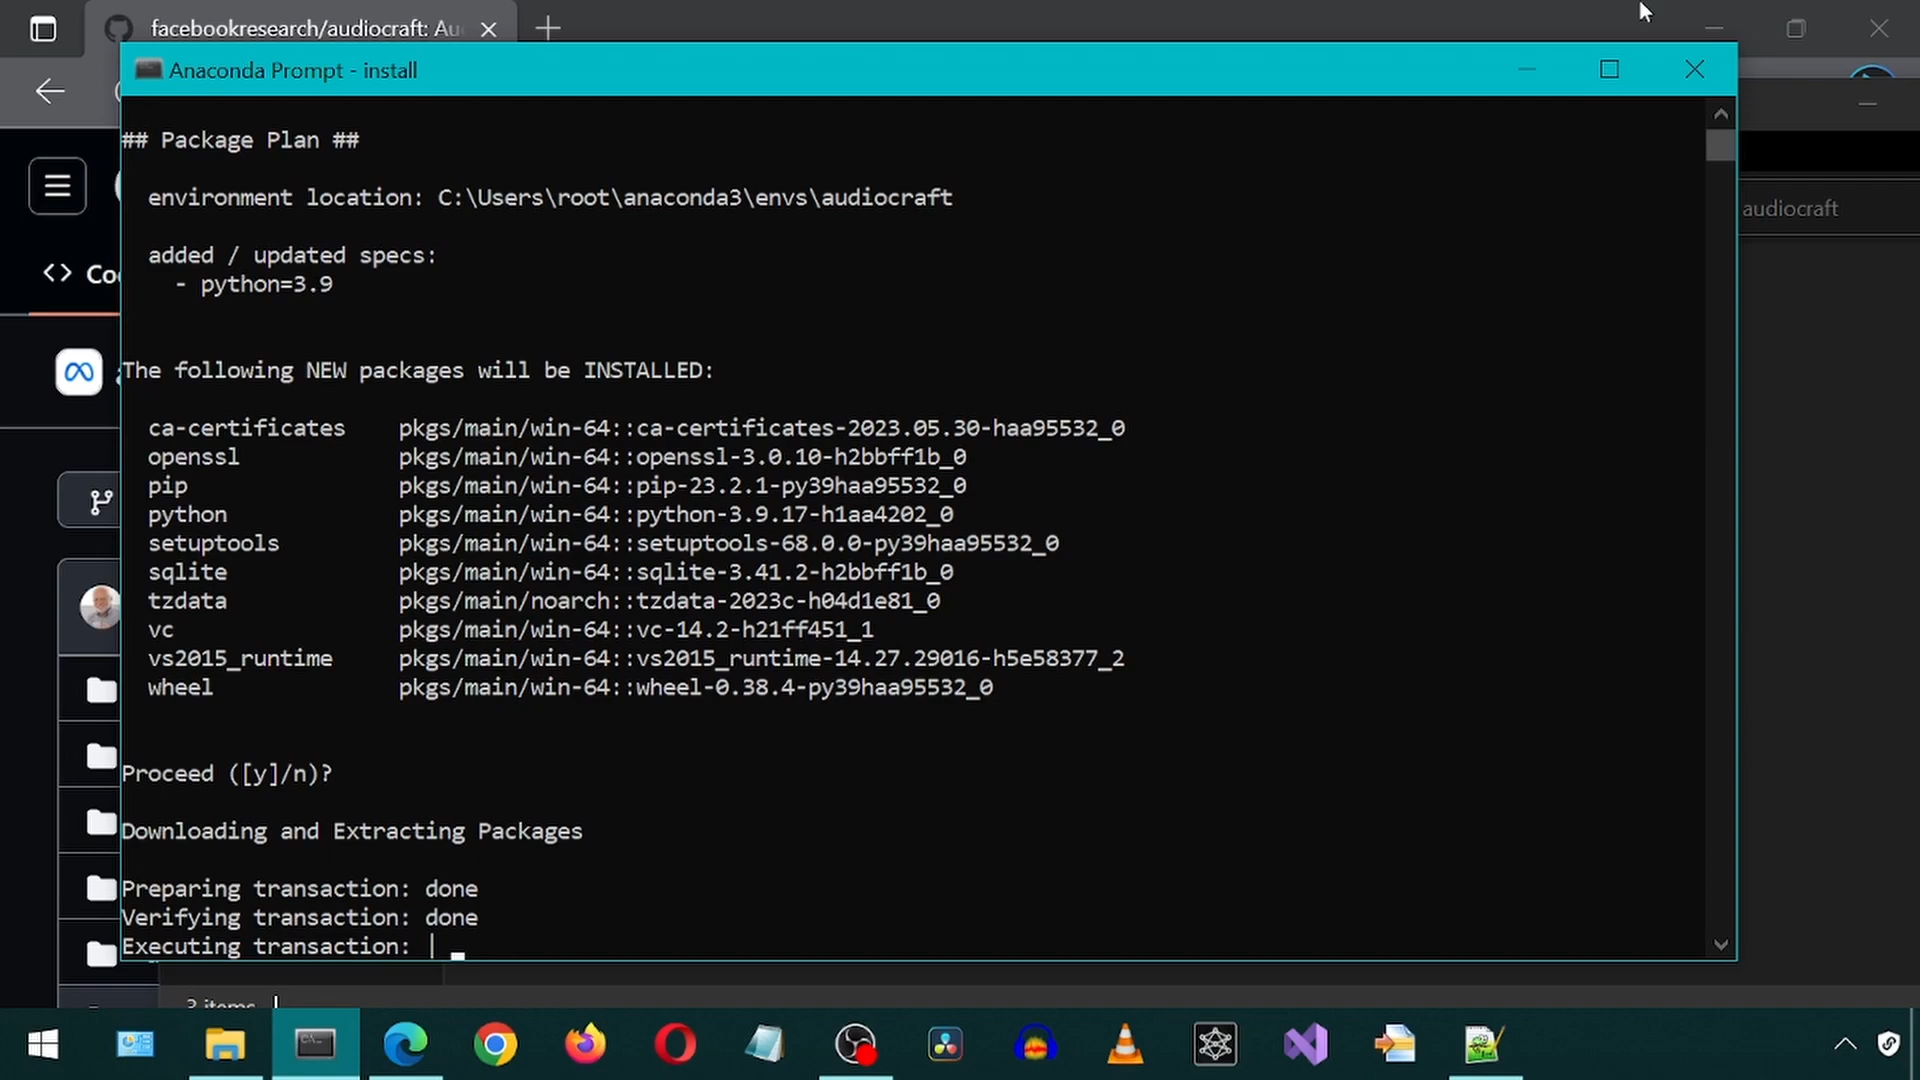 facebookresearch/audiocraft: Au
Anaconda Prompt - install
## Package Plan ##
environment location: C:\Users\root\anaconda3\envs\audiocraft
audiocraft
added / updated specs:
<> Co
- python=3.9
The following NEW packages will be INSTALLED:
ca-certificates    pkgs/main/win-64::ca-certificates-2023.05.30-haa95532_0
openssl            pkgs/main/win-64::openssl-3.0.10-h2bbff1b_0
pip                pkgs/main/win-64::pip-23.2.1-py39haa95532_0
python             pkgs/main/win-64::python-3.9.17-h1aa4202_0
setuptools         pkgs/main/win-64::setuptools-68.0.0-py39haa95532_0
sqlite             pkgs/main/win-64::sqlite-3.41.2-h2bbff1b_0
tzdata             pkgs/main/noarch::tzdata-2023c-h04d1e81_0
vc                 pkgs/main/win-64::vc-14.2-h21ff451_1
vs2015_runtime     pkgs/main/win-64::vs2015_runtime-14.27.29016-h5e58377_2
wheel              pkgs/main/win-64::wheel-0.38.4-py39haa95532_0
Proceed ([y]/n)?
Downloading and Extracting Packages
Preparing transaction: done
Verifying transaction: done
Executing transaction: |
3 items